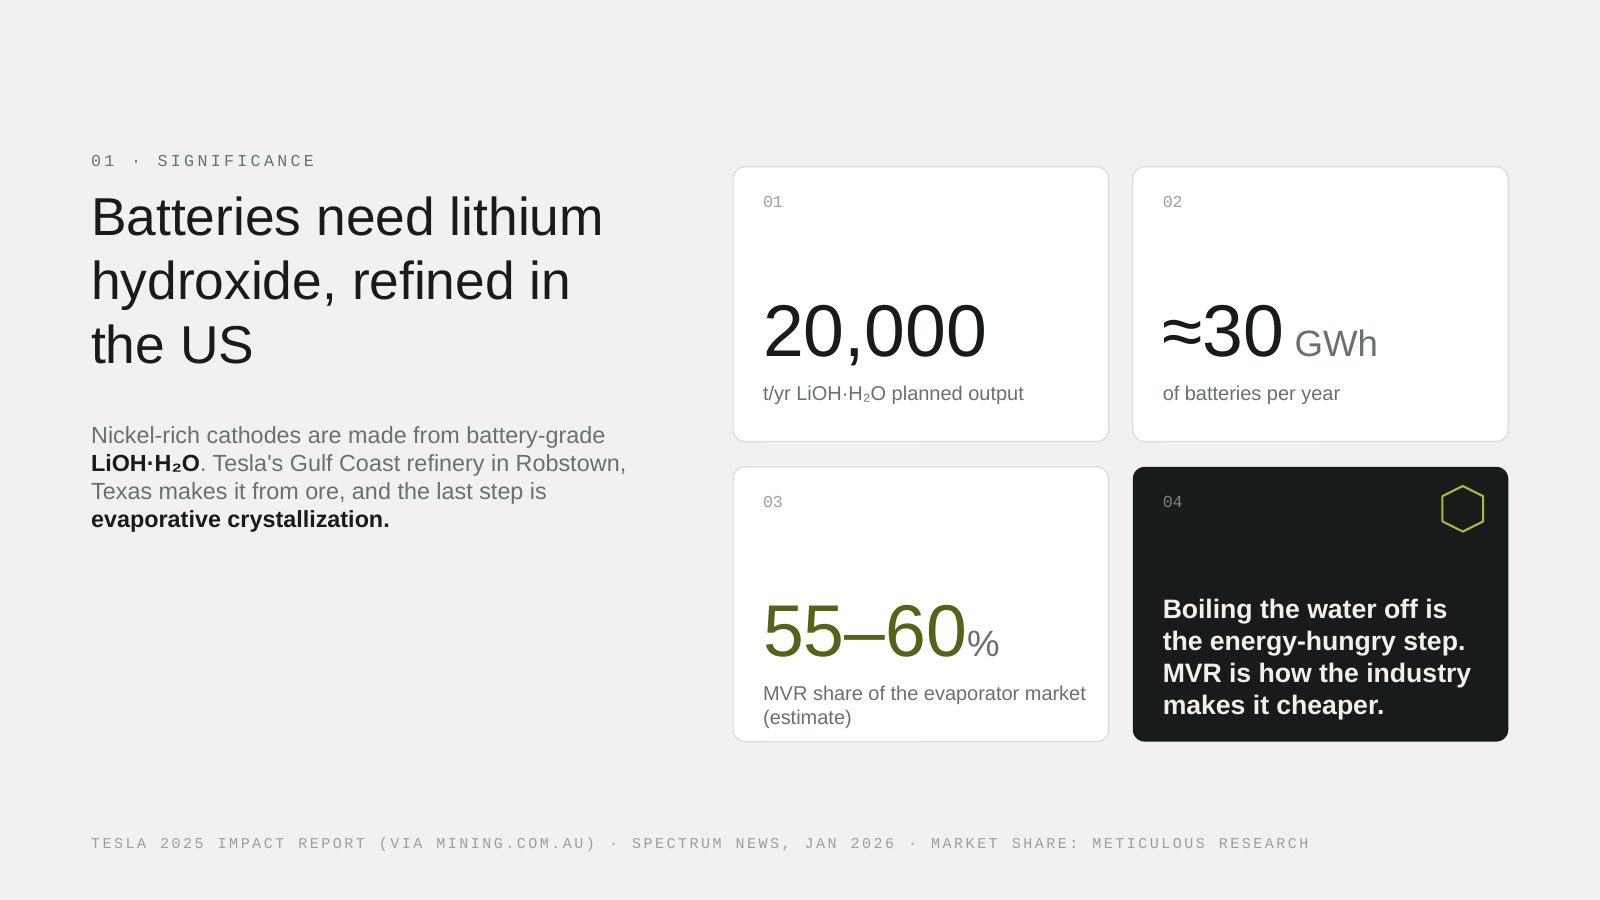 01 · SIGNIFICANCE
Batteries need lithium
hydroxide, refined in
the US
Nickel-rich cathodes are made from battery-grade
LiOH·H₂O. Tesla's Gulf Coast refinery in Robstown,
Texas makes it from ore, and the last step is
evaporative crystallization.
01
20,000
t/yr LiOH·H₂O planned output
02
≈30 GWh
of batteries per year
03
55–60%
MVR share of the evaporator market
(estimate)
04
Boiling the water off is
the energy-hungry step.
MVR is how the industry
makes it cheaper.
TESLA 2025 IMPACT REPORT (VIA MINING.COM.AU) · SPECTRUM NEWS, JAN 2026 · MARKET SHARE: METICULOUS RESEARCH